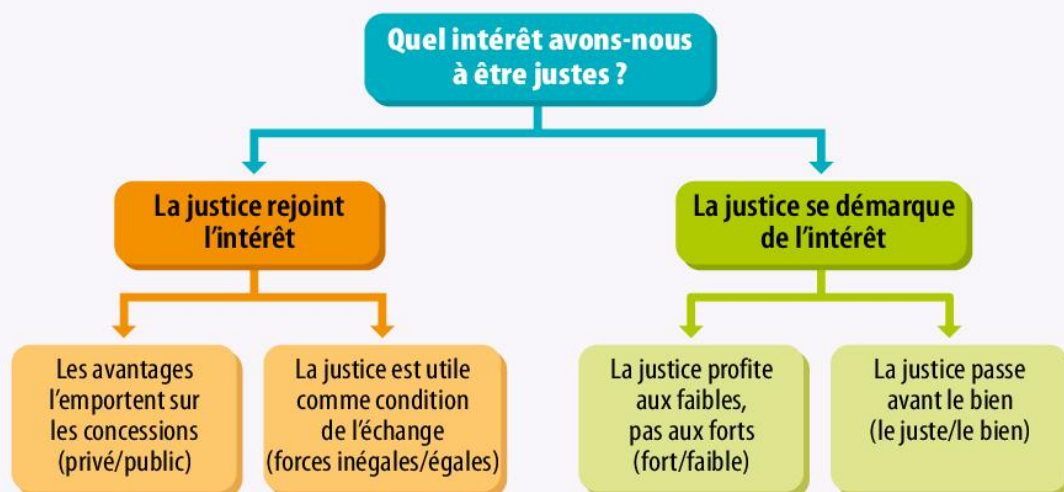 Quel intérêt avons-nous
à être justes ?
La justice rejoint
l'intérêt
La justice se démarque
de l'intérêt
Les avantages
l'emportent sur
les concessions
(privé/public)
La justice est utile
comme condition
de l'échange
(forces inégales/égales)
La justice profite
aux faibles,
pas aux forts
(fort/faible)
La justice passe
avant le bien
(le juste/le bien)